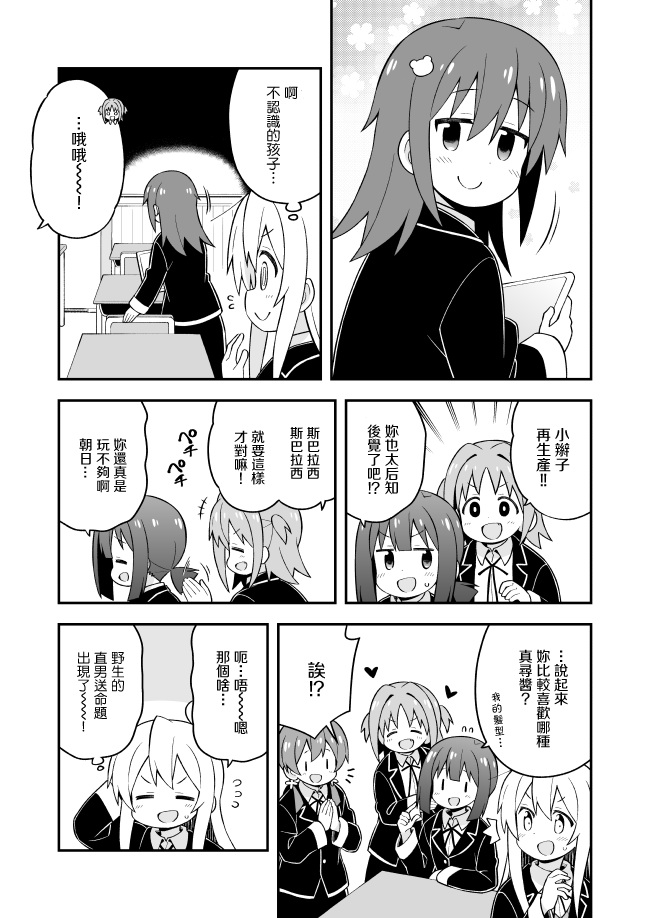 啊
不認識的孩子…
…哦哦~~~！
小辮子
再生產!!
妳也太后知
後覺了吧!?
斯巴拉西
斯巴拉西
就要這樣
才對嘛！
ペチ
ペチ
妳還真是
玩不夠啊
朝日…
…說起來
妳比較喜歡哪種
真尋醬？
我的髮型…
誒!?
呃…唔~~~嗯
那個啥…
野生的
直男送命題
出現了~~~！